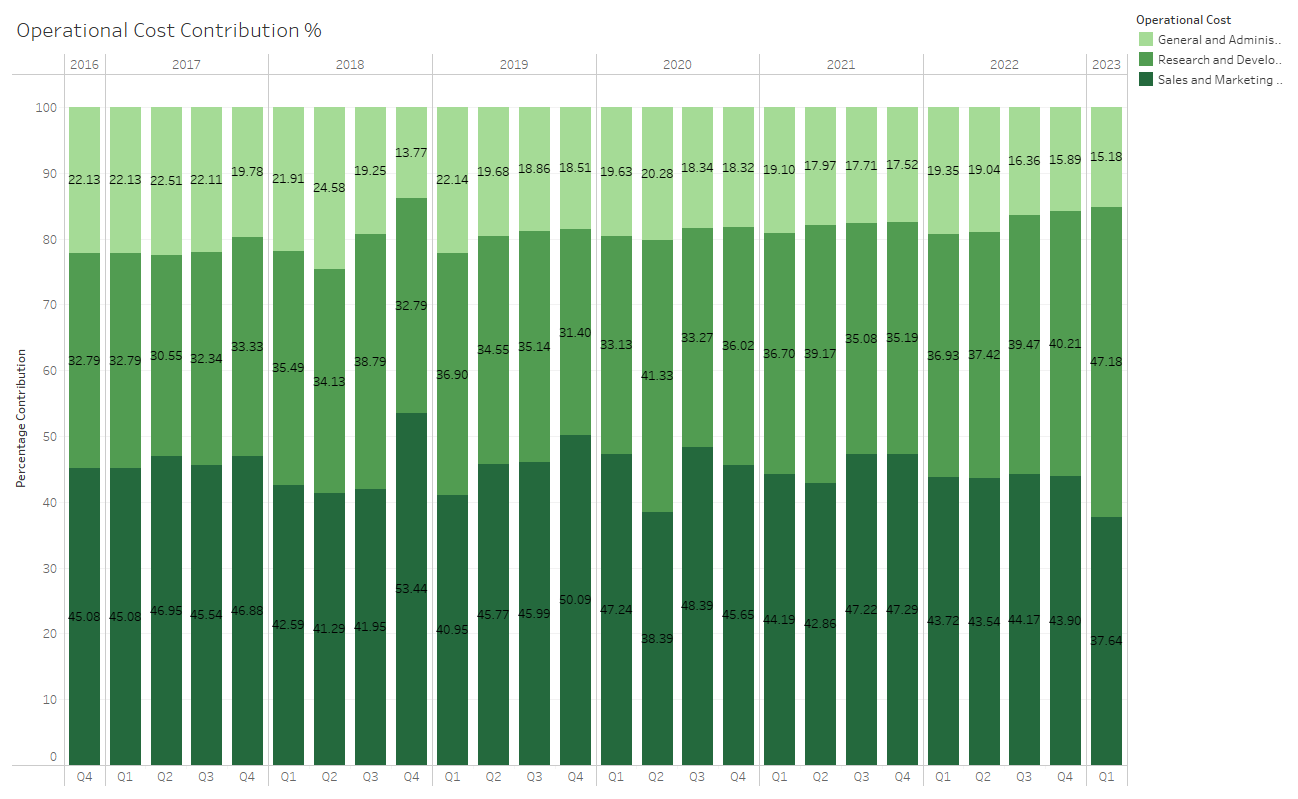 Operational Cost Contribution %
Operational Cost
General and Adminis..
Research and Develo..
Sales and Marketing ..
2016 2017 2018 2019 2020 2021 2022 2023
Percentage Contribution
100
90
80
70
60
50
40
30
20
10
0
22.13 22.13 22.51 22.11 19.78 21.91 24.58 19.25 13.77 22.14 19.68 18.86 18.51 19.63 20.28 18.34 18.32 19.10 17.97 17.71 17.52 19.35 19.04 16.36 15.89 15.18
32.79 32.79 30.55 32.34 33.33 35.49 34.13 38.79 32.79 36.90 34.55 35.14 31.40 33.13 41.33 33.27 36.02 36.70 39.17 35.08 35.19 36.93 37.42 39.47 40.21 47.18
45.08 45.08 46.95 45.54 46.88 42.59 41.29 41.95 53.44 40.95 45.77 45.99 50.09 47.24 38.39 48.39 45.65 44.19 42.86 47.22 47.29 43.72 43.54 44.17 43.90 37.64
Q4 Q1 Q2 Q3 Q4 Q1 Q2 Q3 Q4 Q1 Q2 Q3 Q4 Q1 Q2 Q3 Q4 Q1 Q2 Q3 Q4 Q1 Q2 Q3 Q4 Q1